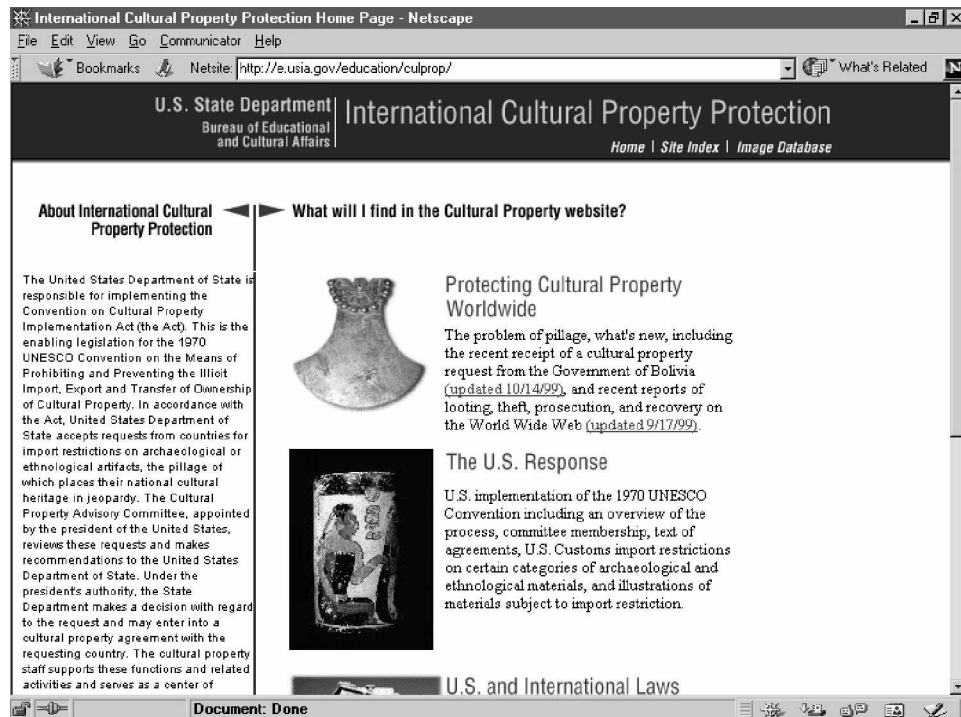 International Cultural Property Protection Home Page - Netscape
File Edit View Go Communicator Help
Bookmarks Netsite: http://e.usia.gov/education/culprop/ What's Related N
U.S. State Department
Bureau of Educational
and Cultural Affairs
International Cultural Property Protection
Home | Site Index | Image Database
About International Cultural
Property Protection
What will I find in the Cultural Property website?
The United States Department of State is
responsible for implementing the
Convention on Cultural Property
Implementation Act (the Act). This is the
enabling legislation for the 1970
UNESCO Convention on the Means of
Prohibiting and Preventing the Illicit
Import, Export and Transfer of Ownership
of Cultural Property. In accordance with
the Act, United States Department of
State accepts requests from countries for
import restrictions on archaeological or
ethnological artifacts, the pillage of
which places their national cultural
heritage in jeopardy. The Cultural
Property Advisory Committee, appointed
by the president of the United States,
reviews these requests and makes
recommendations to the United States
Department of State. Under the
president's authority, the State
Department makes a decision with regard
to the request and may enter into a
cultural property agreement with the
requesting country. The cultural property
staff supports these functions and related
activities and serves as a center of
Protecting Cultural Property
Worldwide
The problem of pillage, what's new, including
the recent receipt of a cultural property
request from the Government of Bolivia
(updated 10/14/99), and recent reports of
looting, theft, prosecution, and recovery on
the World Wide Web (updated 9/17/99).
The U.S. Response
U.S. implementation of the 1970 UNESCO
Convention including an overview of the
process, committee membership, text of
agreements, U.S. Customs import restrictions
on certain categories of archaeological and
ethnological materials, and illustrations of
materials subject to import restriction.
U.S. and International Laws
Document: Done